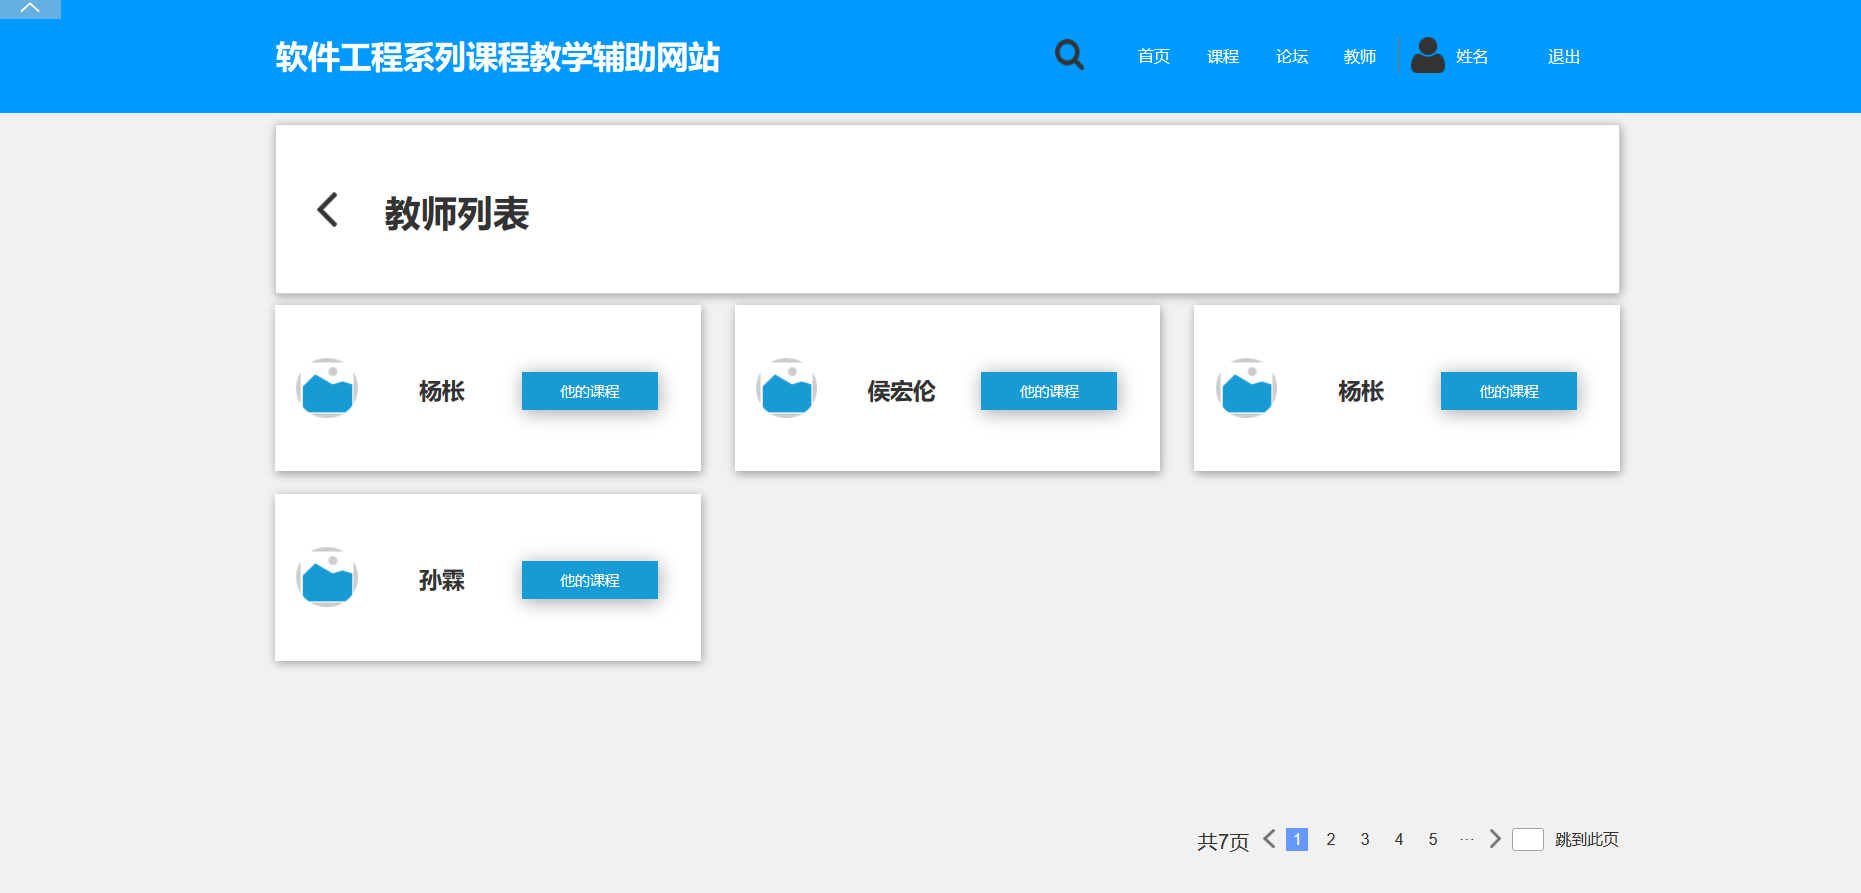 软件工程系列课程教学辅助网站
首页 课程 论坛 教师 姓名 退出
教师列表
杨枨 他的课程
侯宏伦 他的课程
杨枨 他的课程
孙霖 他的课程
共7页 1 2 3 4 5 ··· 跳到此页